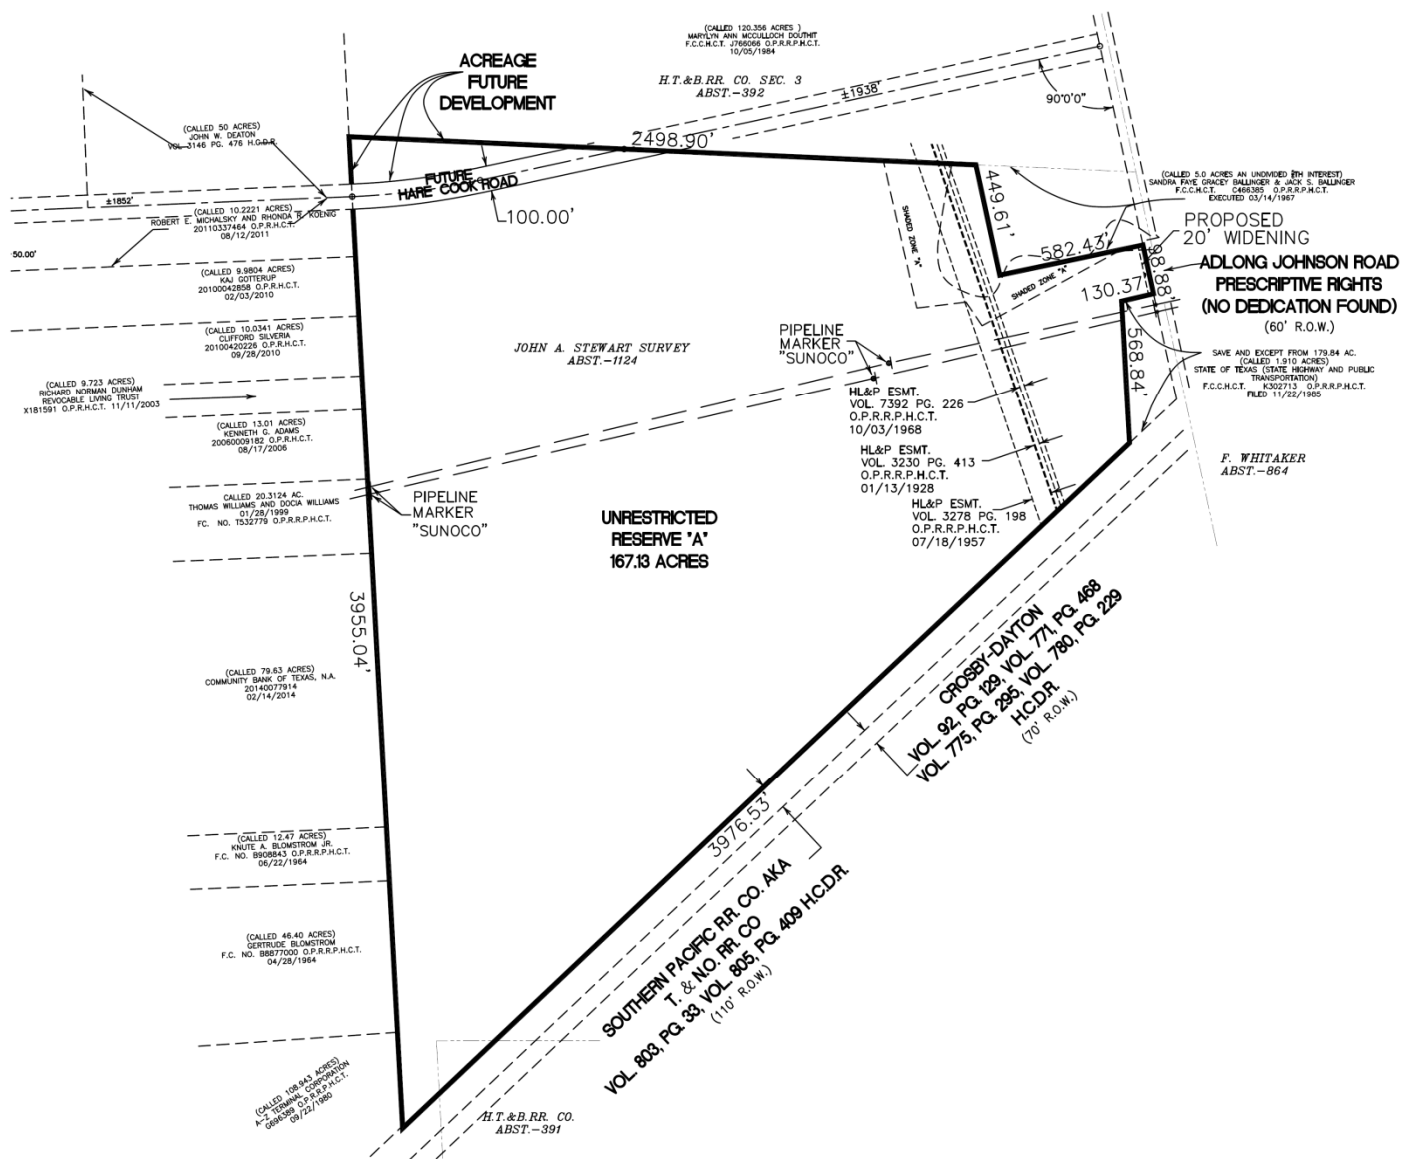 (CALLED 120.356 ACRES )
MARYLYN ANN MCCULLOCH DOUTHIT
F.C.C.H.C.T. J766066 O.P.R.R.P.H.C.T.
10/05/1984
H.T.&B.RR. CO. SEC. 3
ABST.-392
ACREAGE
FUTURE
DEVELOPMENT
±1938'
90°0'0"
(CALLED 50 ACRES)
JOHN W. DEATON
VOL 3146 PG. 476 H.C.D.R.
2498.90'
FUTURE
HARE COOK ROAD
100.00'
±1852'
(CALLED 10.2221 ACRES)
ROBERT E. MICHALSKY AND RHONDA R. KOENIG
20110337464 O.P.R.H.C.T.
08/12/2011
50.00'
(CALLED 9.9804 ACRES)
KAJ GOTTERUP
20100042858 O.P.R.H.C.T.
02/03/2010
(CALLED 10.0341 ACRES)
CLIFFORD SILVERIA
20100420226 O.P.R.H.C.T.
09/28/2010
(CALLED 9.723 ACRES)
RICHARD NORMAN DUNHAM
REVOCABLE LIVING TRUST
X181591 O.P.R.H.C.T. 11/11/2003
(CALLED 13.01 ACRES)
KENNETH G. ADAMS
20060009182 O.P.R.H.C.T.
08/17/2006
CALLED 20.3124 AC.
THOMAS WILLIAMS AND DOCIA WILLIAMS
01/28/1999
FC. NO. T532779 O.P.R.R.P.H.C.T.
(CALLED 79.63 ACRES)
COMMUNITY BANK OF TEXAS, N.A.
20140077914
02/14/2014
(CALLED 12.47 ACRES)
KNUTE A. BLOMSTROM JR.
F.C. NO. B908843 O.P.R.R.P.H.C.T.
06/22/1964
(CALLED 46.40 ACRES)
GERTRUDE BLOMSTROM
F.C. NO. B8877000 O.P.R.R.P.H.C.T.
04/28/1964
(CALLED 108.943 ACRES)
A-Z TERMINAL CORPORATION
G696389 O.P.R.R.P.H.C.T.
09/22/1980
3955.04'
JOHN A. STEWART SURVEY
ABST.-1124
PIPELINE
MARKER
"SUNOCO"
PIPELINE
MARKER
"SUNOCO"
UNRESTRICTED
RESERVE "A"
167.13 ACRES
SHADED ZONE "A"
449.61'
582.43'
SHADED ZONE "A"
130.37'
98.88'
568.84'
(CALLED 5.0 ACRES AN UNDIVIDED INTEREST)
SANDRA FAYE GRACEY BALLINGER & JACK S. BALLINGER
F.C.C.H.C.T. C466385 O.P.R.R.P.H.C.T.
EXECUTED 03/14/1967
PROPOSED
20' WIDENING
ADLONG JOHNSON ROAD
PRESCRIPTIVE RIGHTS
(NO DEDICATION FOUND)
(60' R.O.W.)
SAVE AND EXCEPT FROM 179.84 AC.
(CALLED 1.910 ACRES)
STATE OF TEXAS (STATE HIGHWAY AND PUBLIC
TRANSPORTATION)
F.C.C.H.C.T. K302713 O.P.R.R.P.H.C.T.
FILED 11/22/1985
HL&P ESMT.
VOL. 7392 PG. 226
O.P.R.R.P.H.C.T.
10/03/1968
HL&P ESMT.
VOL. 3230 PG. 413
O.P.R.R.P.H.C.T.
01/13/1928
HL&P ESMT.
VOL. 3278 PG. 198
O.P.R.R.P.H.C.T.
07/18/1957
F. WHITAKER
ABST.-864
CROSBY-DAYTON
VOL. 92, PG. 129, VOL. 771, PG. 468
VOL. 775, PG. 295, VOL. 780, PG. 229
H.C.D.R.
(70' R.O.W.)
3976.53'
SOUTHERN PACIFIC R.R. CO. AKA
T. & N.O. RR. CO
VOL. 803, PG. 33, VOL. 805, PG. 409 H.C.D.R.
(110' R.O.W.)
H.T.&B.RR. CO.
ABST.-391